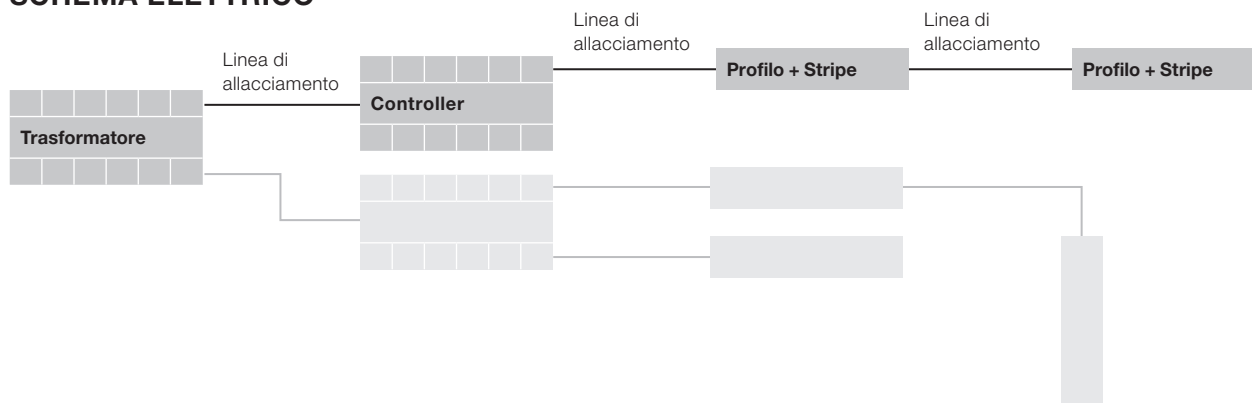 SCHEMA ELETTRICO
Linea di
allacciamento
Linea di
allacciamento
Linea di
allacciamento
Trasformatore
Controller
Profilo + Stripe
Profilo + Stripe